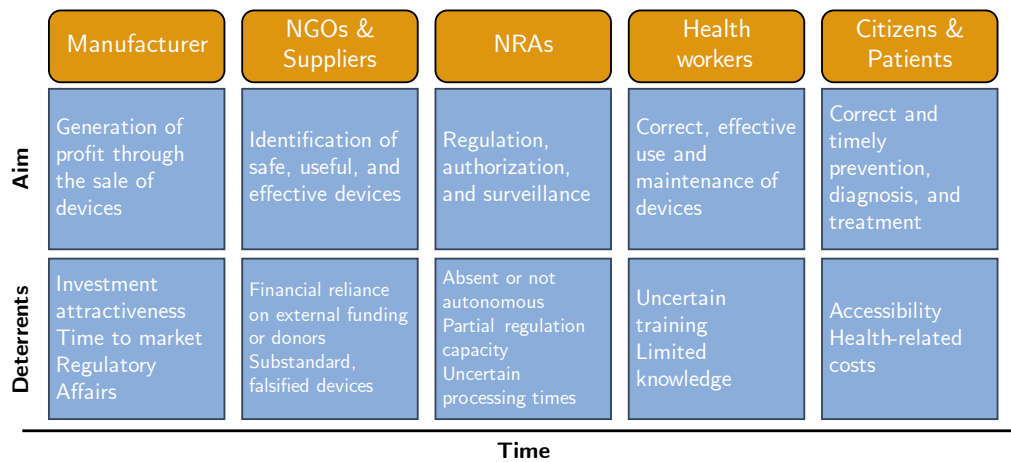 Manufacturer
NGOs &
Suppliers
NRAs
Health
workers
Citizens &
Patients
Aim
Generation of
profit through
the sale of
devices
Identification of
safe, useful, and
effective devices
Regulation,
authorization,
and surveillance
Correct, effective
use and
maintenance of
devices
Correct and
timely
prevention,
diagnosis, and
treatment
Deterrents
Investment
attractiveness
Time to market
Regulatory
Affairs
Financial reliance
on external funding
or donors
Substandard,
falsified devices
Absent or not
autonomous
Partial regulation
capacity
Uncertain
processing times
Uncertain
training
Limited
knowledge
Accessibility
Health-related
costs
Time